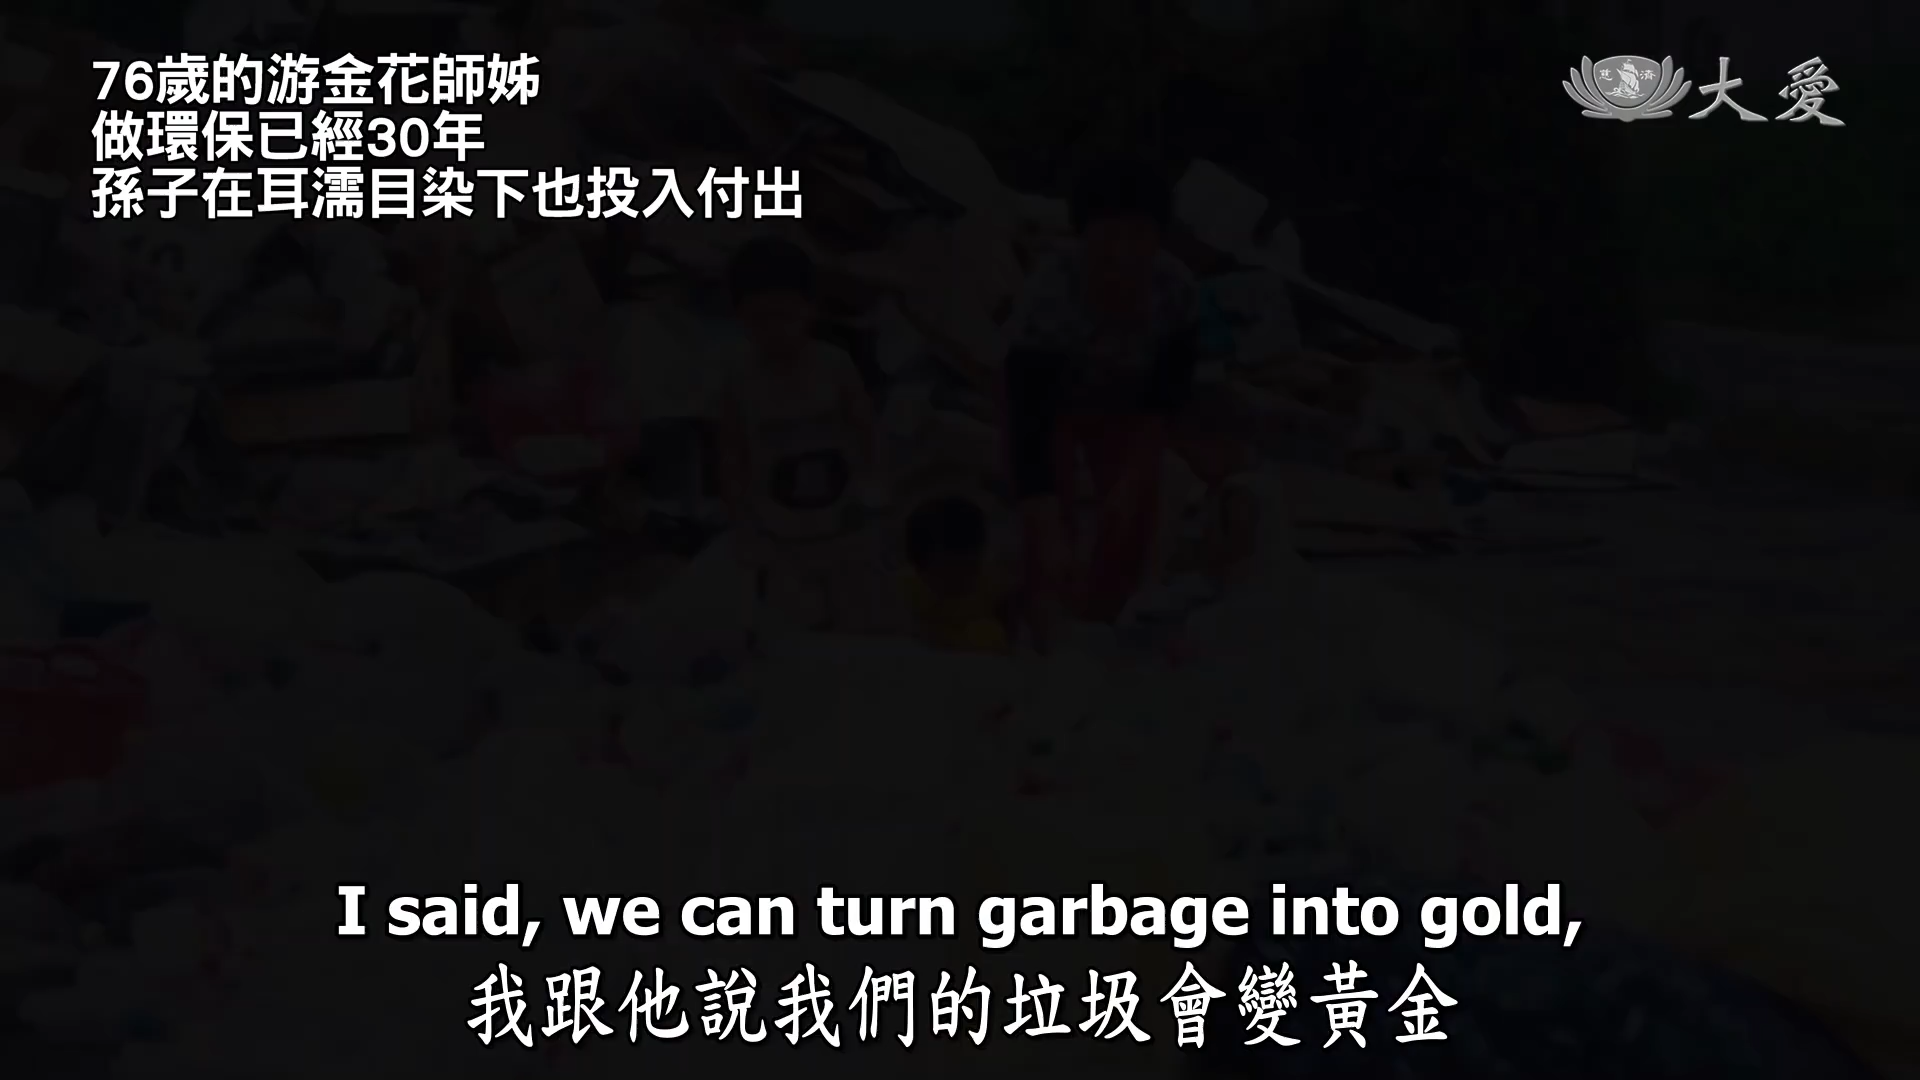 76歲的游金花師姊
做環保已經30年
孫子在耳濡目染下也投入付出
慈濟
大愛
I said, we can turn garbage into gold,
我跟他說我們的垃圾會變黃金